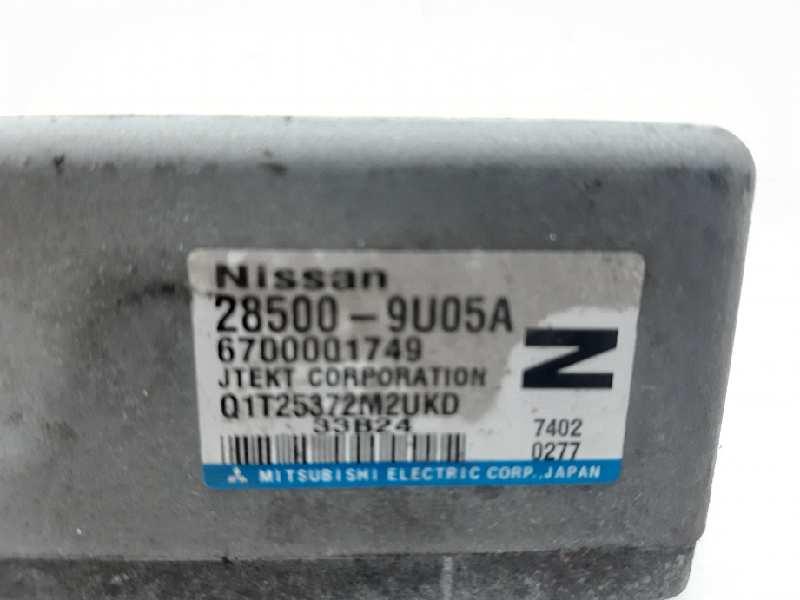 Nissan
28500-9U05A
6700001749
JTEKT CORPORATION
Q1T25372M2UKD
33B24
N
7402
0277
MITSUBISHI ELECTRIC CORP., JAPAN